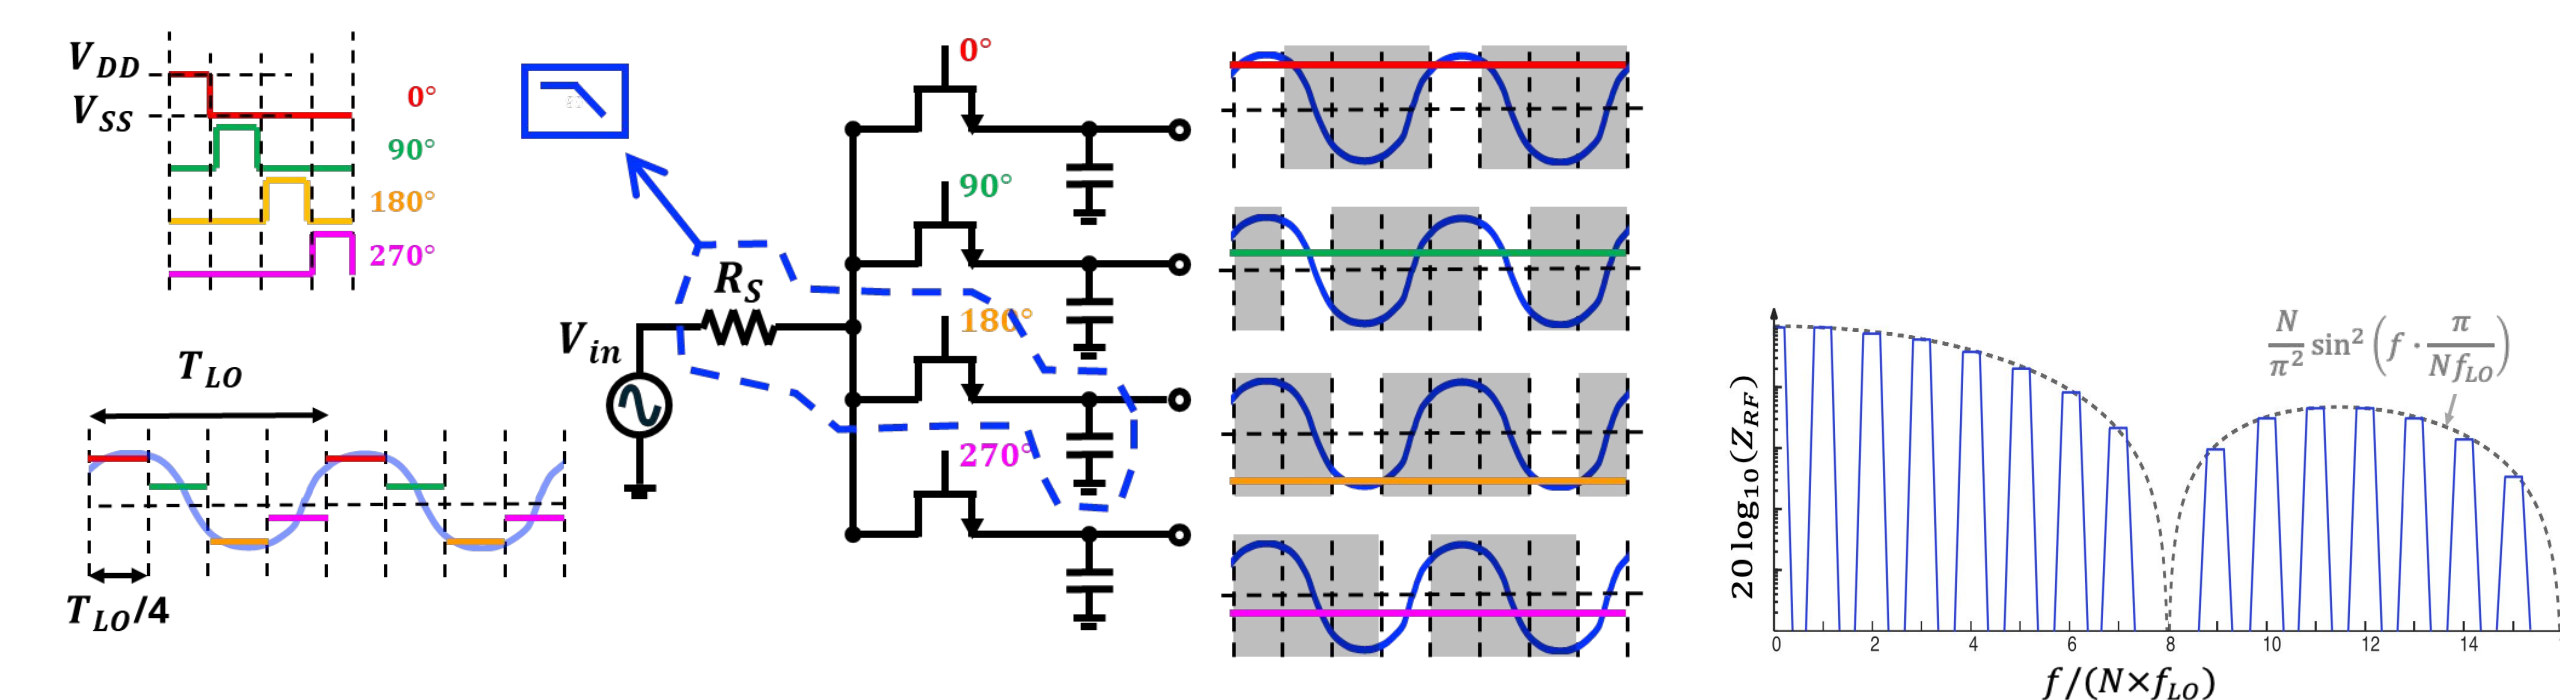 V_DD
V_SS
0°
90°
180°
270°
T_LO
T_LO/4
V_in
R_S
0°
90°
180°
270°
20 log₁₀(Z_RF)
N/π² sin² (f · π/(N f_LO))
0 2 4 6 8 10 12 14
f/(N×f_LO)